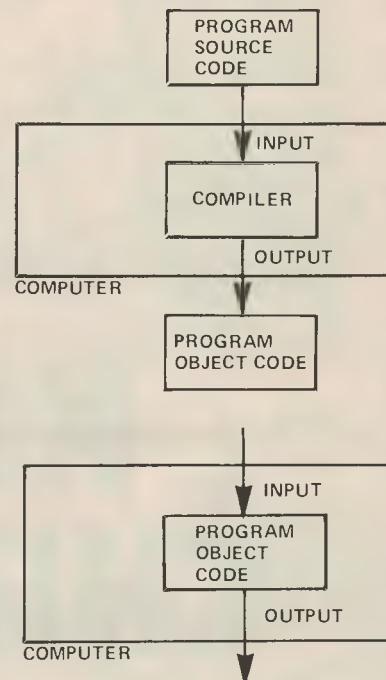 PROGRAM
SOURCE
CODE
INPUT
COMPILER
OUTPUT
COMPUTER
PROGRAM
OBJECT CODE
INPUT
PROGRAM
OBJECT
CODE
OUTPUT
COMPUTER